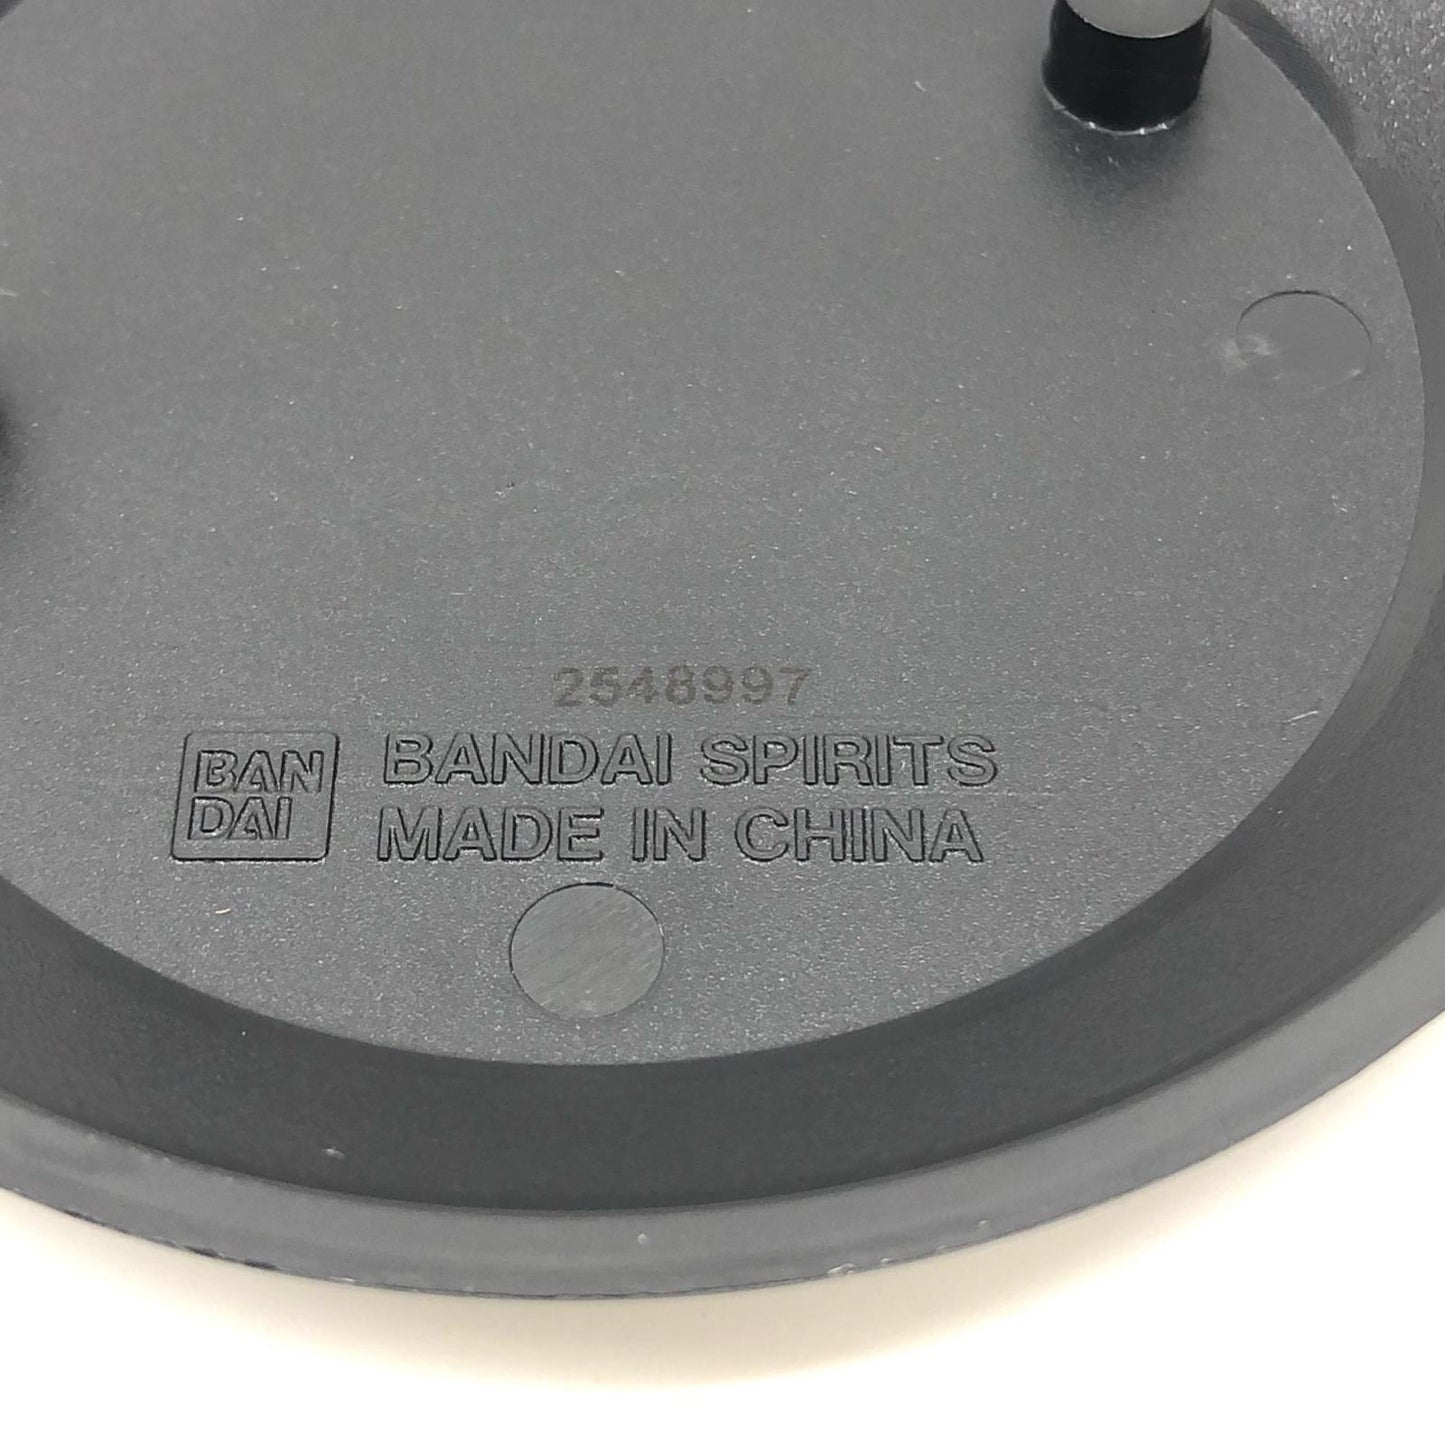 2548997
BAN
DAI
BANDAI SPIRITS
MADE IN CHINA